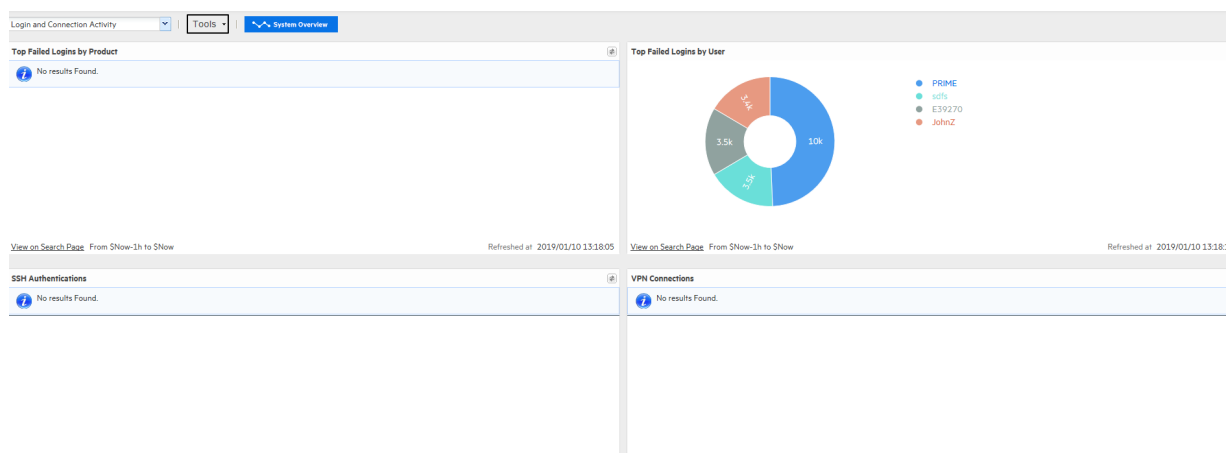 Login and Connection Activity
Tools
System Overview
Top Failed Logins by Product
No results Found.
View on Search Page From $Now-1h to $Now
Refreshed at 2019/01/10 13:18:05
Top Failed Logins by User
10k
3.5k
3.5k
3.4k
PRIME
sdfs
E39270
JohnZ
View on Search Page From $Now-1h to $Now
Refreshed at 2019/01/10 13:18:
SSH Authentications
No results Found.
VPN Connections
No results Found.